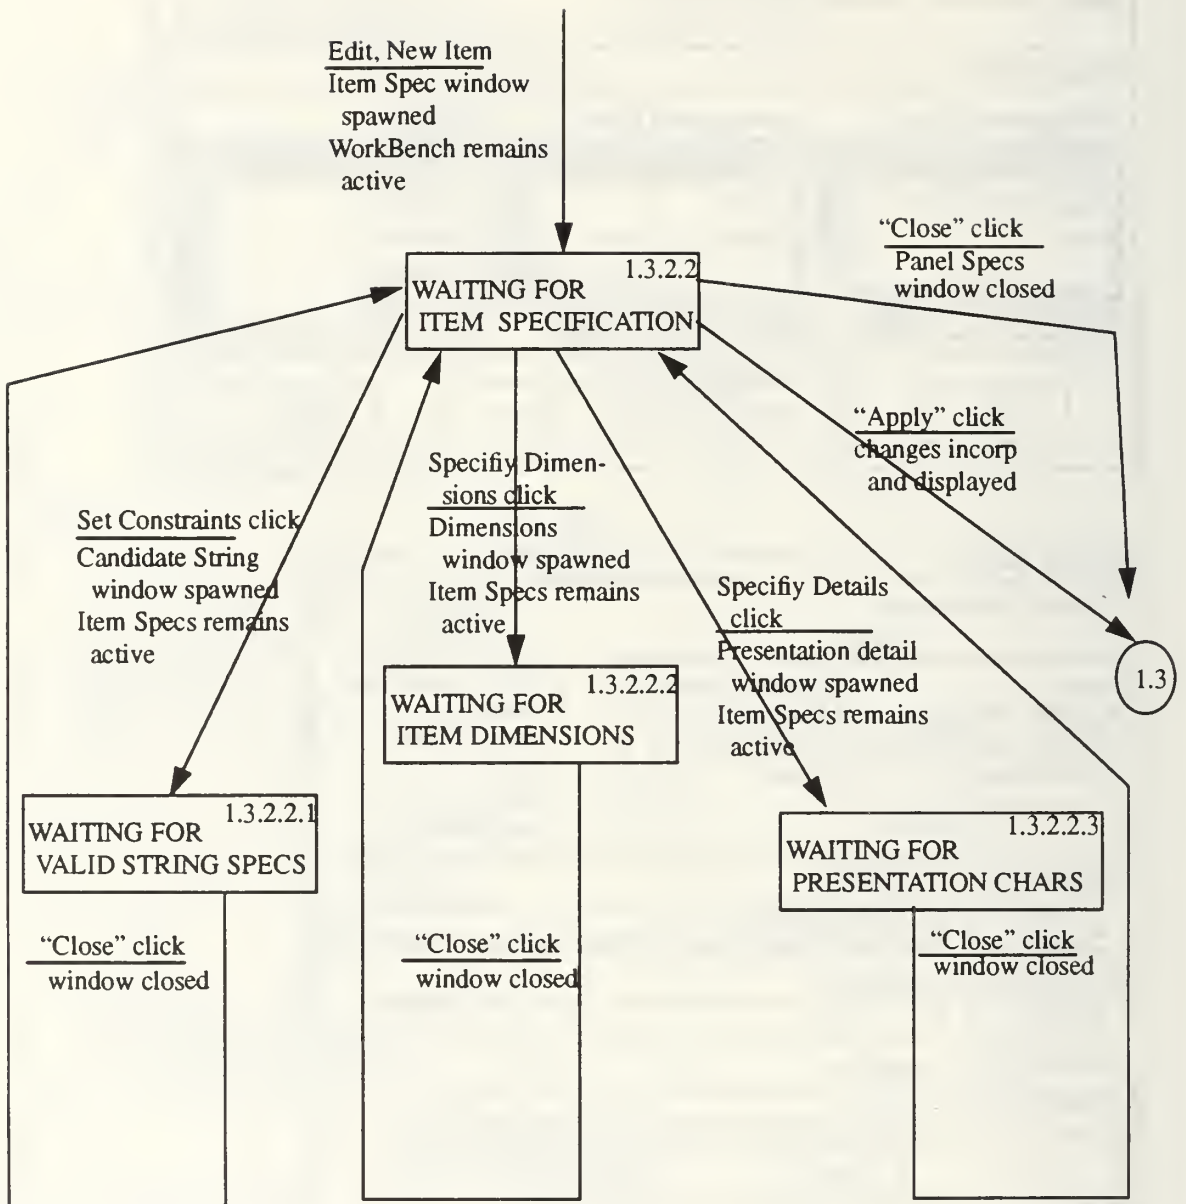 Edit, New Item
Item Spec window
spawned
WorkBench remains
active
“Close” click
Panel Specs
window closed
1.3.2.2
WAITING FOR
ITEM SPECIFICATION
“Apply” click
changes incorp
and displayed
Specifiy Dimen-
sions click
Dimensions
window spawned
Item Specs remains
active
Set Constraints click
Candidate String
window spawned
Item Specs remains
active
Specifiy Details
click
Presentation detail
window spawned
Item Specs remains
active
1.3
1.3.2.2.2
WAITING FOR
ITEM DIMENSIONS
1.3.2.2.1
WAITING FOR
VALID STRING SPECS
1.3.2.2.3
WAITING FOR
PRESENTATION CHARS
“Close” click
window closed
“Close” click
window closed
“Close” click
window closed